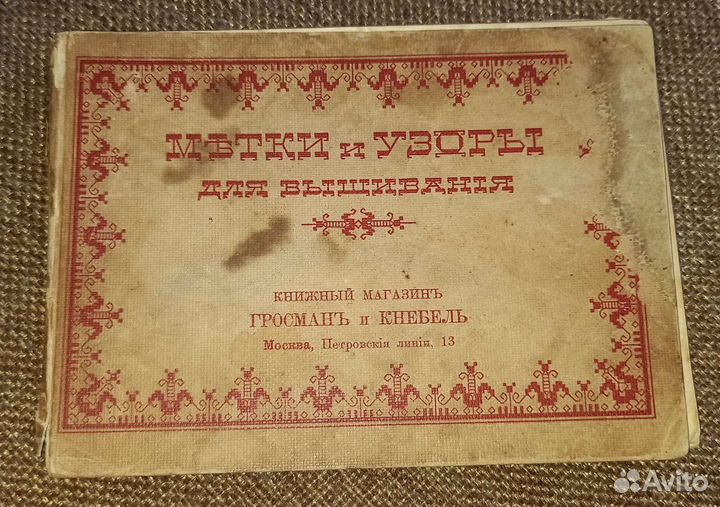 МѢТКИ и УЗОРЫ
ДЛЯ ВЫШИВАНІЯ
КНИЖНЫЙ МАГАЗИНЪ
ГРОСМАНЪ и КНЕБЕЛЬ
Москва, Петровскія линіи, 13
Avito